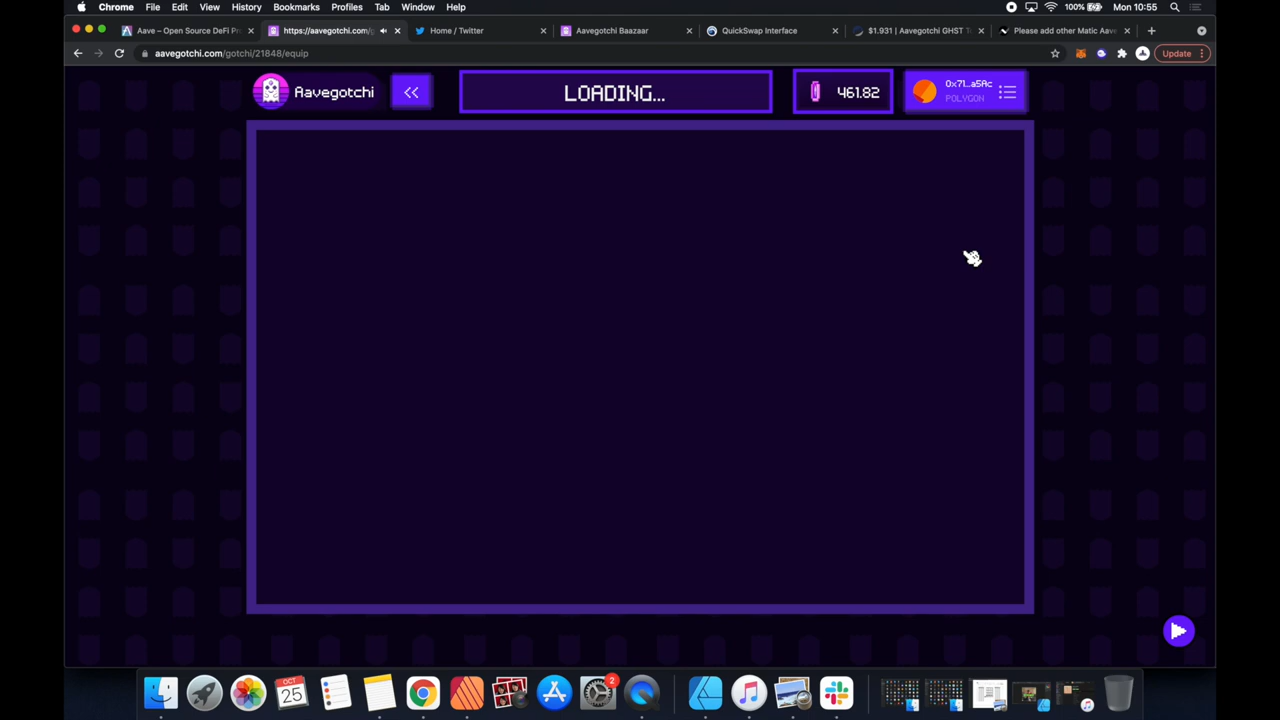 Chrome File Edit View History Bookmarks Profiles Tab Window Help 100% Mon 10:55
Aave – Open Source DeFi Pr https://aavegotchi.com/g Home / Twitter Aavegotchi Baazaar QuickSwap Interface $1.931 | Aavegotchi GHST T Please add other Matic Aave
aavegotchi.com/gotchi/21848/equip Update
Aavegotchi << LOADING... 461.82 0x71...a5Ac
POLYGON
OCT 2
25